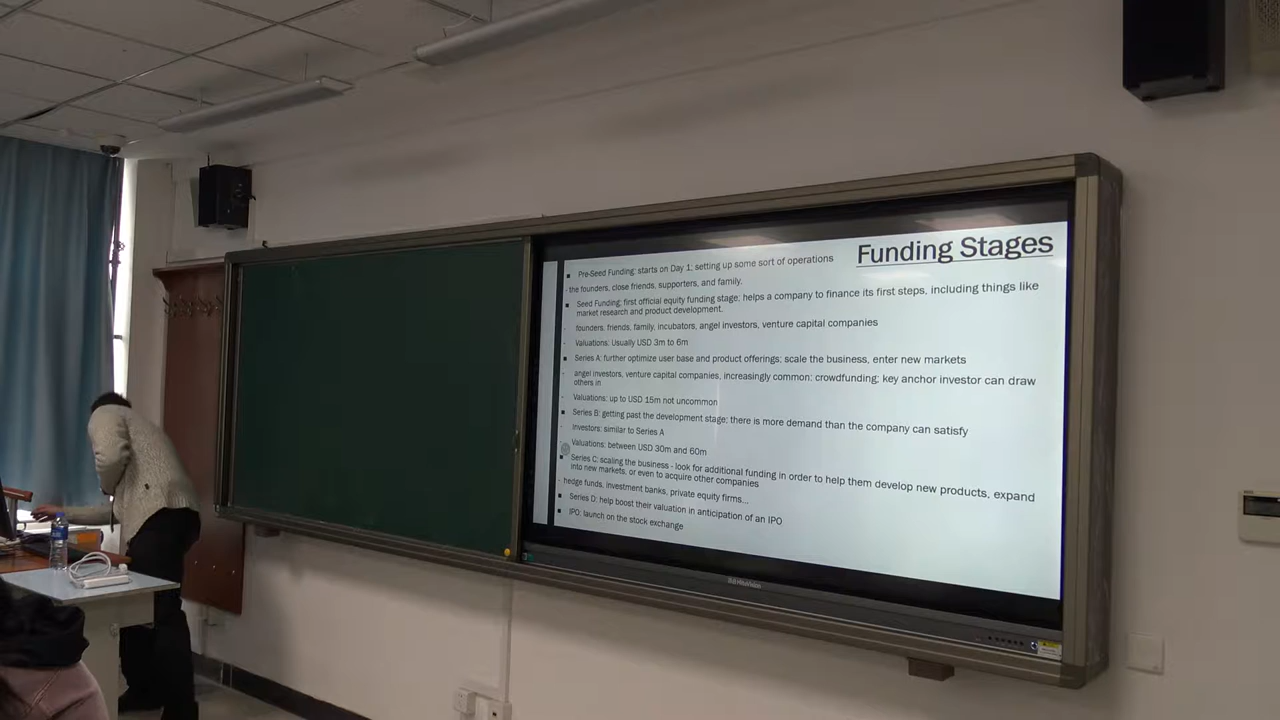 Funding Stages
Pre-Seed Funding: starts on Day 1; setting up some sort of operations
- the founders, close friends, supporters, and family.
Seed Funding: first official equity funding stage; helps a company to finance its first steps, including things like
market research and product development.
founders, friends, family, incubators, angel investors, venture capital companies
Valuations: Usually USD 3m to 6m
Series A: further optimize user base and product offerings; scale the business, enter new markets
angel investors, venture capital companies, increasingly common: crowdfunding; key anchor investor can draw
others in
Valuations: up to USD 15m not uncommon
Series B: getting past the development stage; there is more demand than the company can satisfy
Investors: similar to Series A
Valuations: between USD 30m and 60m
Series C: scaling the business - look for additional funding in order to help them develop new products, expand
into new markets, or even to acquire other companies
- hedge funds, investment banks, private equity firms...
Series D: help boost their valuation in anticipation of an IPO
IPO: launch on the stock exchange